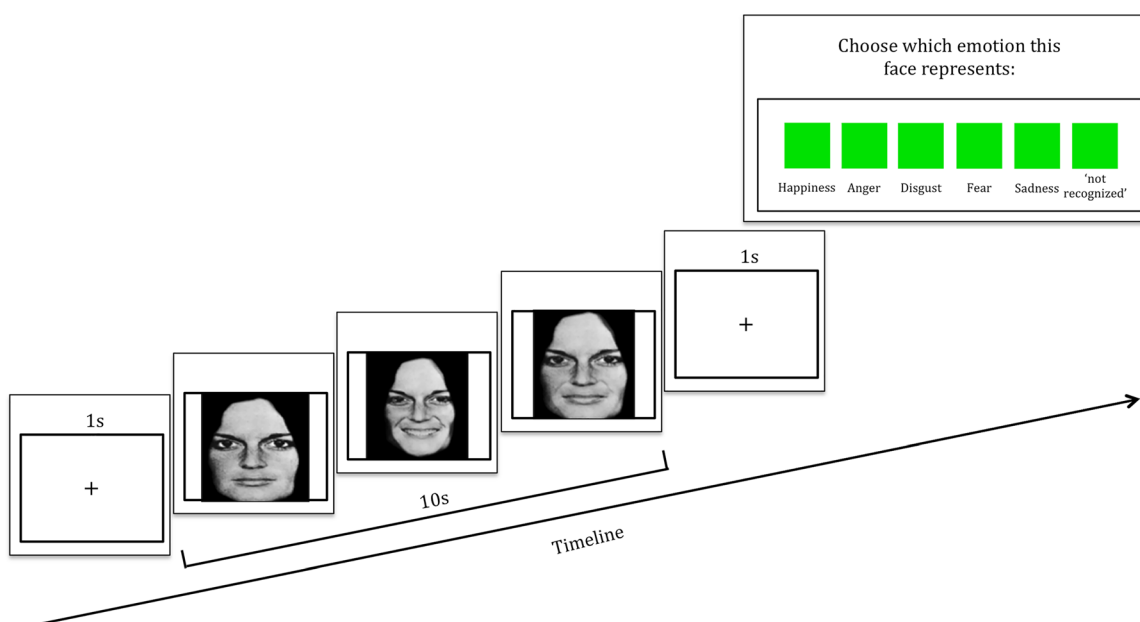 Choose which emotion this
face represents:
Happiness Anger Disgust Fear Sadness 'not
recognized'
1s
1s
10s
Timeline